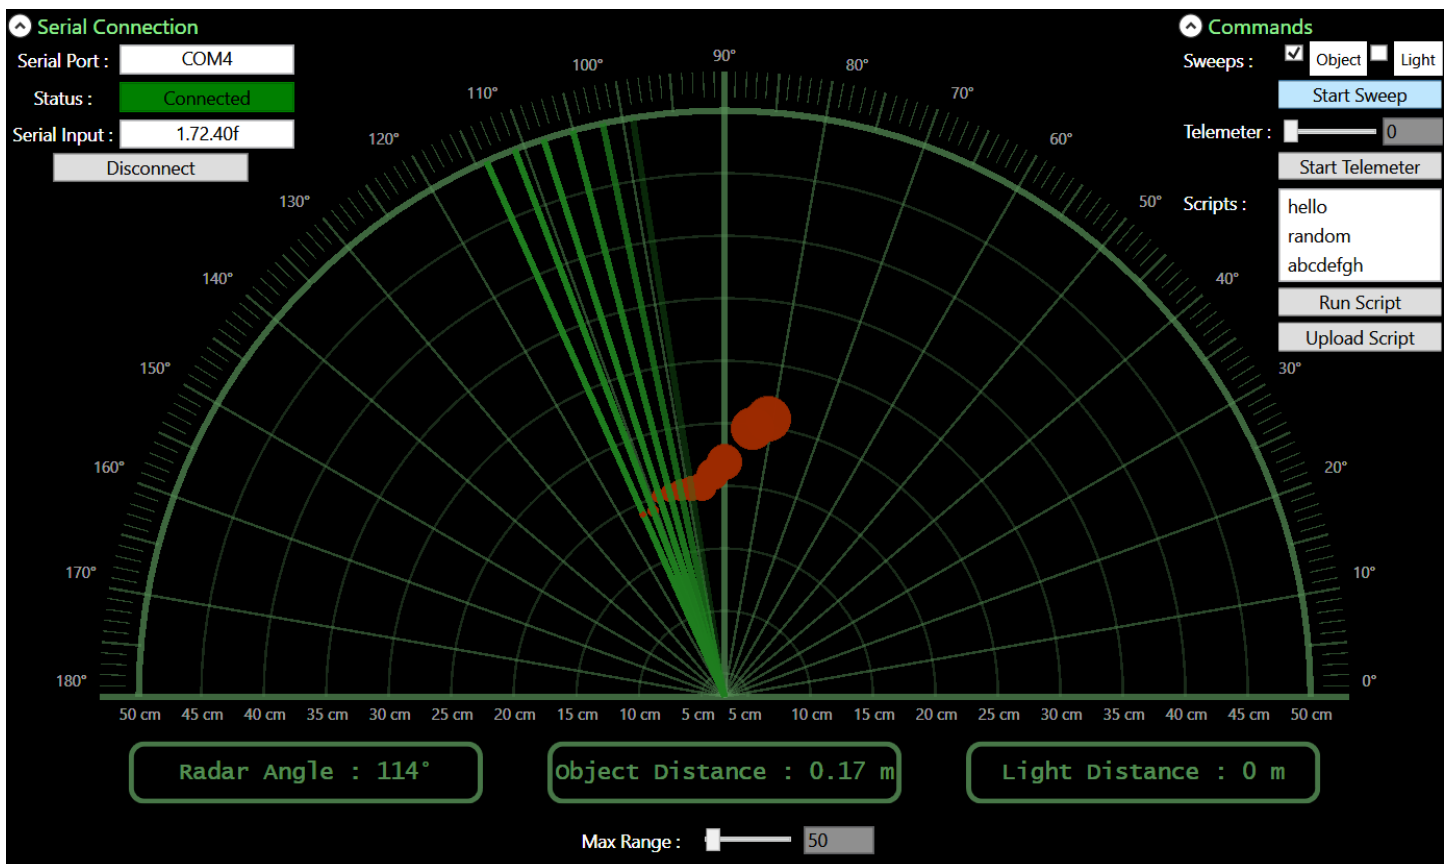 Serial Connection
Serial Port :
COM4
Status :
Connected
Serial Input :
1.72.40f
Disconnect
Commands
Sweeps :
Object
Light
Start Sweep
Telemeter :
0
Start Telemeter
Scripts :
hello
random
abcdefgh
Run Script
Upload Script
180°
170°
160°
150°
140°
130°
120°
110°
100°
90°
80°
70°
60°
50°
40°
30°
20°
10°
0°
50 cm 45 cm 40 cm 35 cm 30 cm 25 cm 20 cm 15 cm 10 cm 5 cm 5 cm 10 cm 15 cm 20 cm 25 cm 30 cm 35 cm 40 cm 45 cm 50 cm
Radar Angle : 114°
Object Distance : 0.17 m
Light Distance : 0 m
Max Range :
50